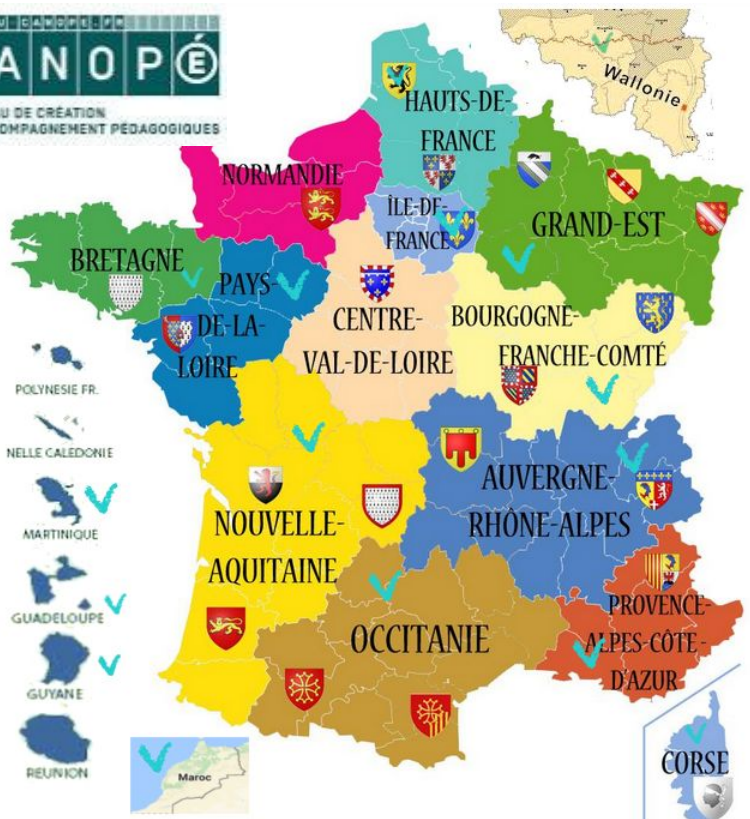 ANOPÉ
U DE CRÉATION
OMPAGNEMENT PÉDAGOGIQUES
Wallonie
HAUTS-DE-
FRANCE
NORMANDIE
ÎLE-DE-
FRANCE
GRAND-EST
BRETAGNE
PAYS-
DE-LA-
LOIRE
CENTRE-
VAL-DE-LOIRE
BOURGOGNE-
FRANCHE-COMTÉ
POLYNESIE FR.
NELLE CALEDONIE
MARTINIQUE
GUADELOUPE
GUYANE
REUNION
NOUVELLE-
AQUITAINE
AUVERGNE-
RHÔNE-ALPES
OCCITANIE
PROVENCE-
ALPES-CÔTE-
D'AZUR
Maroc
CORSE